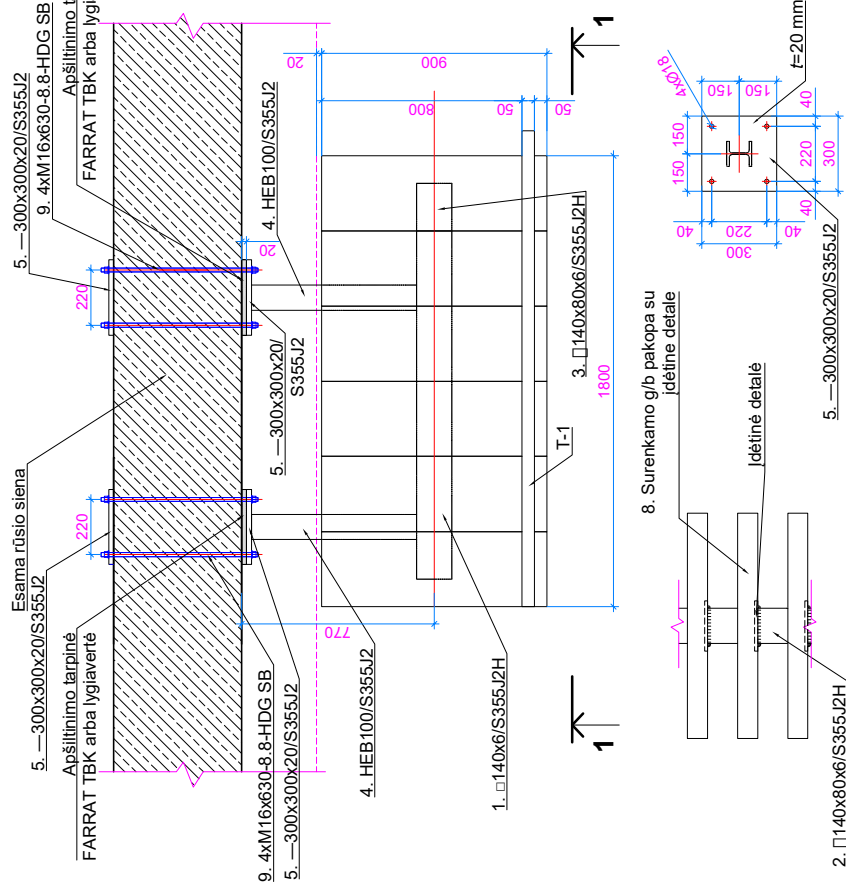 Esama rūsio siena
5. —300x300x20/S355J2
Apšiltinimo tarpinė
FARRAT TBK arba lygiavertė
220
5. —300x300x20/S355J2
9. 4xM16x630-8.8-HDG SB
Apšiltinimo
FARRAT TBK arba
220
20
4. HEB100/S355J2
5. —300x300x20/
S355J2
9. 4xM16x630-8.8-HDG SB
5. —300x300x20/S355J2
4. HEB100/S355J2
770
20
900
800
50
50
1800
1. □140x6/S355J2H
T-1
3. □140x80x6/S355J2H
1
1
8. Surenkamo g/b pakopa su
įdėtine detale
Įdėtinė detalė
2. □140x80x6/S355J2H
4xØ18
150
150
t=20 mm
150
150
40
220
40
300
40
220
40
300
5. —300x300x20/S355J2